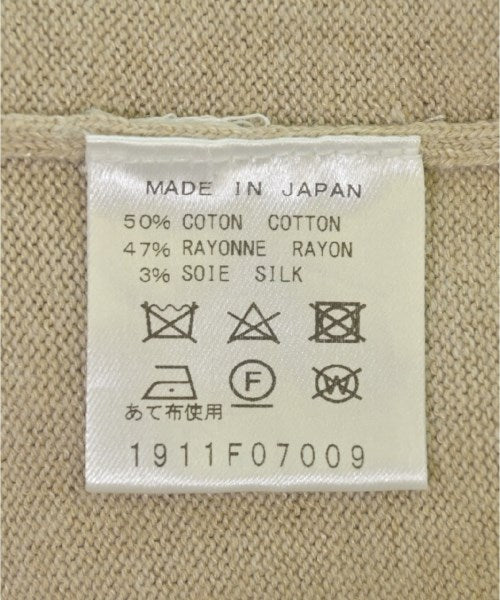 MADE IN JAPAN
50% COTON COTTON
47% RAYONNE RAYON
3% SOIE SILK
F W
あて布使用
1911F07009